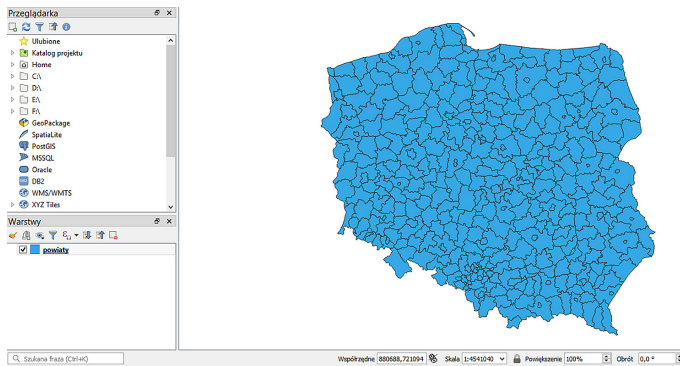 Przeglądarka
Ulubione
Katalog projektu
Home
C:\
D:\
E:\
F:\
GeoPackage
SpatiaLite
PostGIS
MSSQL
Oracle
DB2
WMS/WMTS
XYZ Tiles
Warstwy
powiaty
Szukana fraza (Ctrl+K)
Współrzędne 880688,721094 Skala 1:4541040 Powiększenie 100% Obrót 0,0 °